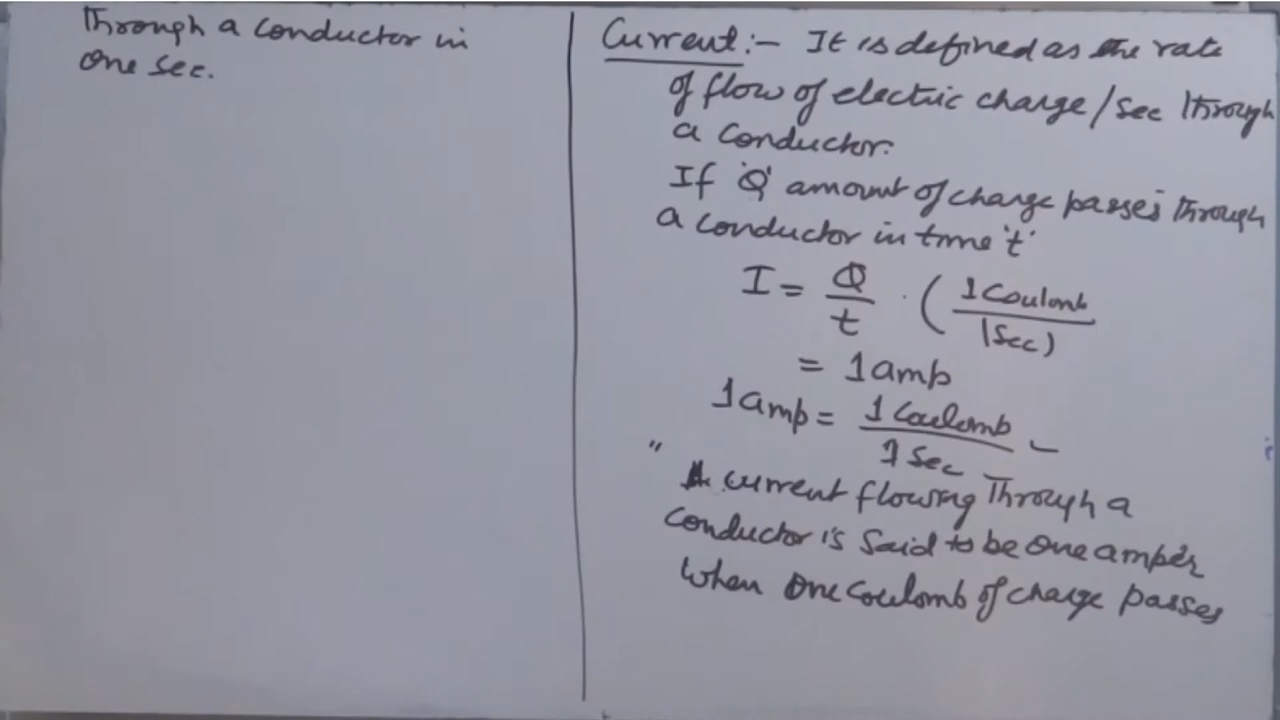 Through a conductor in
one sec.
Current :- It is defined as the rate
of flow of electric charge/sec through
a conductor.
If 'Q' amount of charge passes through
a conductor in time 't'
I = Q/t (1 Coulomb/1 Sec)
= 1 amp
1 amp = 1 Coulomb/1 Sec
" A current flowing Through a
Conductor is Said to be one amper
When one Coulomb of charge passes